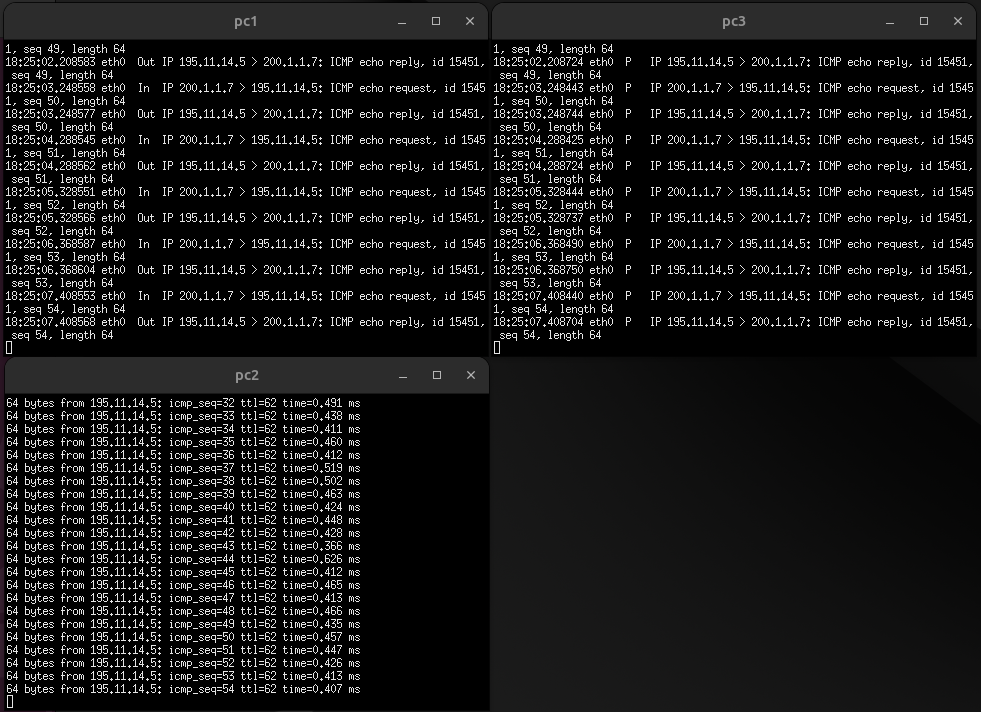 pc1
1, seq 49, length 64
18:25:02.208583 eth0  Out IP 195.11.14.5 > 200.1.1.7: ICMP echo reply, id 15451,
 seq 49, length 64
18:25:03.248558 eth0  In  IP 200.1.1.7 > 195.11.14.5: ICMP echo request, id 1545
1, seq 50, length 64
18:25:03.248577 eth0  Out IP 195.11.14.5 > 200.1.1.7: ICMP echo reply, id 15451,
 seq 50, length 64
18:25:04.288545 eth0  In  IP 200.1.1.7 > 195.11.14.5: ICMP echo request, id 1545
1, seq 51, length 64
18:25:04.288562 eth0  Out IP 195.11.14.5 > 200.1.1.7: ICMP echo reply, id 15451,
 seq 51, length 64
18:25:05.328551 eth0  In  IP 200.1.1.7 > 195.11.14.5: ICMP echo request, id 1545
1, seq 52, length 64
18:25:05.328566 eth0  Out IP 195.11.14.5 > 200.1.1.7: ICMP echo reply, id 15451,
 seq 52, length 64
18:25:06.368587 eth0  In  IP 200.1.1.7 > 195.11.14.5: ICMP echo request, id 1545
1, seq 53, length 64
18:25:06.368604 eth0  Out IP 195.11.14.5 > 200.1.1.7: ICMP echo reply, id 15451,
 seq 53, length 64
18:25:07.408553 eth0  In  IP 200.1.1.7 > 195.11.14.5: ICMP echo request, id 1545
1, seq 54, length 64
18:25:07.408568 eth0  Out IP 195.11.14.5 > 200.1.1.7: ICMP echo reply, id 15451,
 seq 54, length 64
pc3
1, seq 49, length 64
18:25:02.208724 eth0  P   IP 195.11.14.5 > 200.1.1.7: ICMP echo reply, id 15451,
 seq 49, length 64
18:25:03.248443 eth0  P   IP 200.1.1.7 > 195.11.14.5: ICMP echo request, id 1545
1, seq 50, length 64
18:25:03.248744 eth0  P   IP 195.11.14.5 > 200.1.1.7: ICMP echo reply, id 15451,
 seq 50, length 64
18:25:04.288425 eth0  P   IP 200.1.1.7 > 195.11.14.5: ICMP echo request, id 1545
1, seq 51, length 64
18:25:04.288724 eth0  P   IP 195.11.14.5 > 200.1.1.7: ICMP echo reply, id 15451,
 seq 51, length 64
18:25:05.328444 eth0  P   IP 200.1.1.7 > 195.11.14.5: ICMP echo request, id 1545
1, seq 52, length 64
18:25:05.328737 eth0  P   IP 195.11.14.5 > 200.1.1.7: ICMP echo reply, id 15451,
 seq 52, length 64
18:25:06.368490 eth0  P   IP 200.1.1.7 > 195.11.14.5: ICMP echo request, id 1545
1, seq 53, length 64
18:25:06.368750 eth0  P   IP 195.11.14.5 > 200.1.1.7: ICMP echo reply, id 15451,
 seq 53, length 64
18:25:07.408440 eth0  P   IP 200.1.1.7 > 195.11.14.5: ICMP echo request, id 1545
1, seq 54, length 64
18:25:07.408704 eth0  P   IP 195.11.14.5 > 200.1.1.7: ICMP echo reply, id 15451,
 seq 54, length 64
pc2
64 bytes from 195.11.14.5: icmp_seq=32 ttl=62 time=0.491 ms
64 bytes from 195.11.14.5: icmp_seq=33 ttl=62 time=0.438 ms
64 bytes from 195.11.14.5: icmp_seq=34 ttl=62 time=0.411 ms
64 bytes from 195.11.14.5: icmp_seq=35 ttl=62 time=0.460 ms
64 bytes from 195.11.14.5: icmp_seq=36 ttl=62 time=0.412 ms
64 bytes from 195.11.14.5: icmp_seq=37 ttl=62 time=0.519 ms
64 bytes from 195.11.14.5: icmp_seq=38 ttl=62 time=0.502 ms
64 bytes from 195.11.14.5: icmp_seq=39 ttl=62 time=0.463 ms
64 bytes from 195.11.14.5: icmp_seq=40 ttl=62 time=0.424 ms
64 bytes from 195.11.14.5: icmp_seq=41 ttl=62 time=0.448 ms
64 bytes from 195.11.14.5: icmp_seq=42 ttl=62 time=0.428 ms
64 bytes from 195.11.14.5: icmp_seq=43 ttl=62 time=0.366 ms
64 bytes from 195.11.14.5: icmp_seq=44 ttl=62 time=0.626 ms
64 bytes from 195.11.14.5: icmp_seq=45 ttl=62 time=0.412 ms
64 bytes from 195.11.14.5: icmp_seq=46 ttl=62 time=0.465 ms
64 bytes from 195.11.14.5: icmp_seq=47 ttl=62 time=0.413 ms
64 bytes from 195.11.14.5: icmp_seq=48 ttl=62 time=0.466 ms
64 bytes from 195.11.14.5: icmp_seq=49 ttl=62 time=0.435 ms
64 bytes from 195.11.14.5: icmp_seq=50 ttl=62 time=0.457 ms
64 bytes from 195.11.14.5: icmp_seq=51 ttl=62 time=0.447 ms
64 bytes from 195.11.14.5: icmp_seq=52 ttl=62 time=0.426 ms
64 bytes from 195.11.14.5: icmp_seq=53 ttl=62 time=0.413 ms
64 bytes from 195.11.14.5: icmp_seq=54 ttl=62 time=0.407 ms